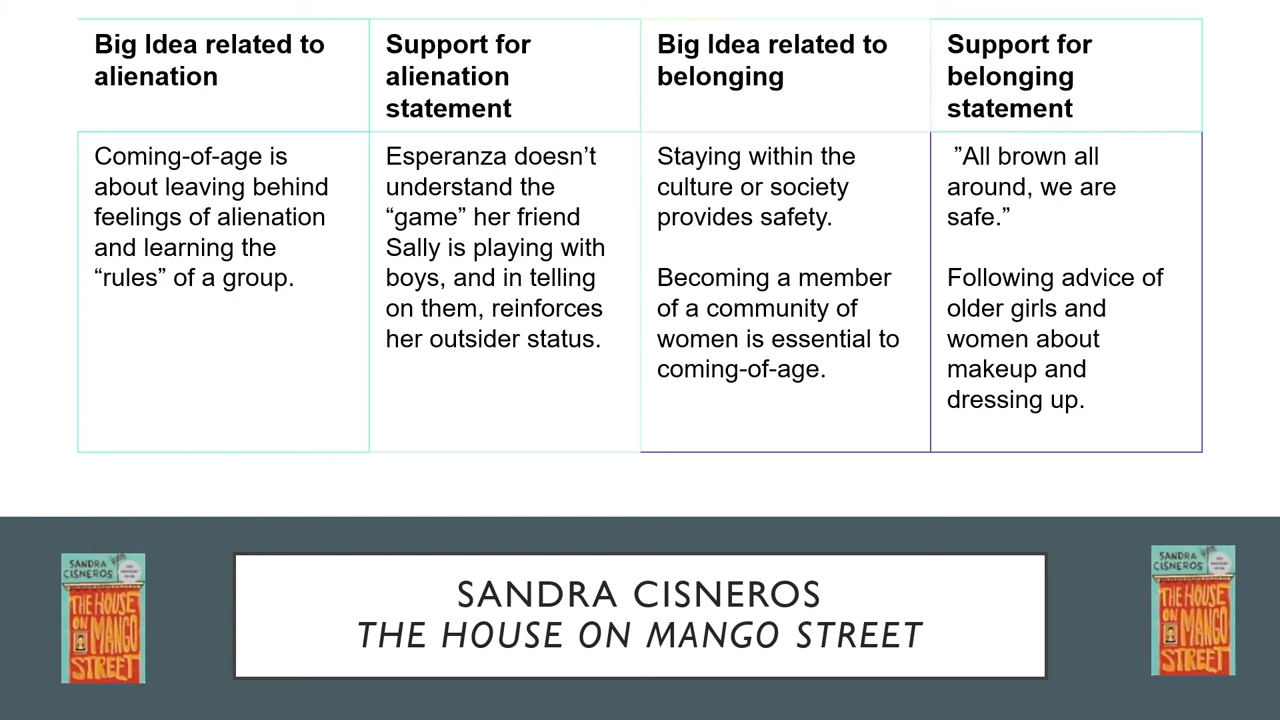 Big Idea related to
alienation
Support for
alienation
statement
Big Idea related to
belonging
Support for
belonging
statement
Coming-of-age is
about leaving behind
feelings of alienation
and learning the
“rules” of a group.
Esperanza doesn’t
understand the
“game” her friend
Sally is playing with
boys, and in telling
on them, reinforces
her outsider status.
Staying within the
culture or society
provides safety.
Becoming a member
of a community of
women is essential to
coming-of-age.
”All brown all
around, we are
safe.”
Following advice of
older girls and
women about
makeup and
dressing up.
SANDRA
CISNEROS
THE HOUSE
ON
MANGO
STREET
SANDRA CISNEROS
THE HOUSE ON MANGO STREET
SANDRA
CISNEROS
THE HOUSE
ON
MANGO
STREET